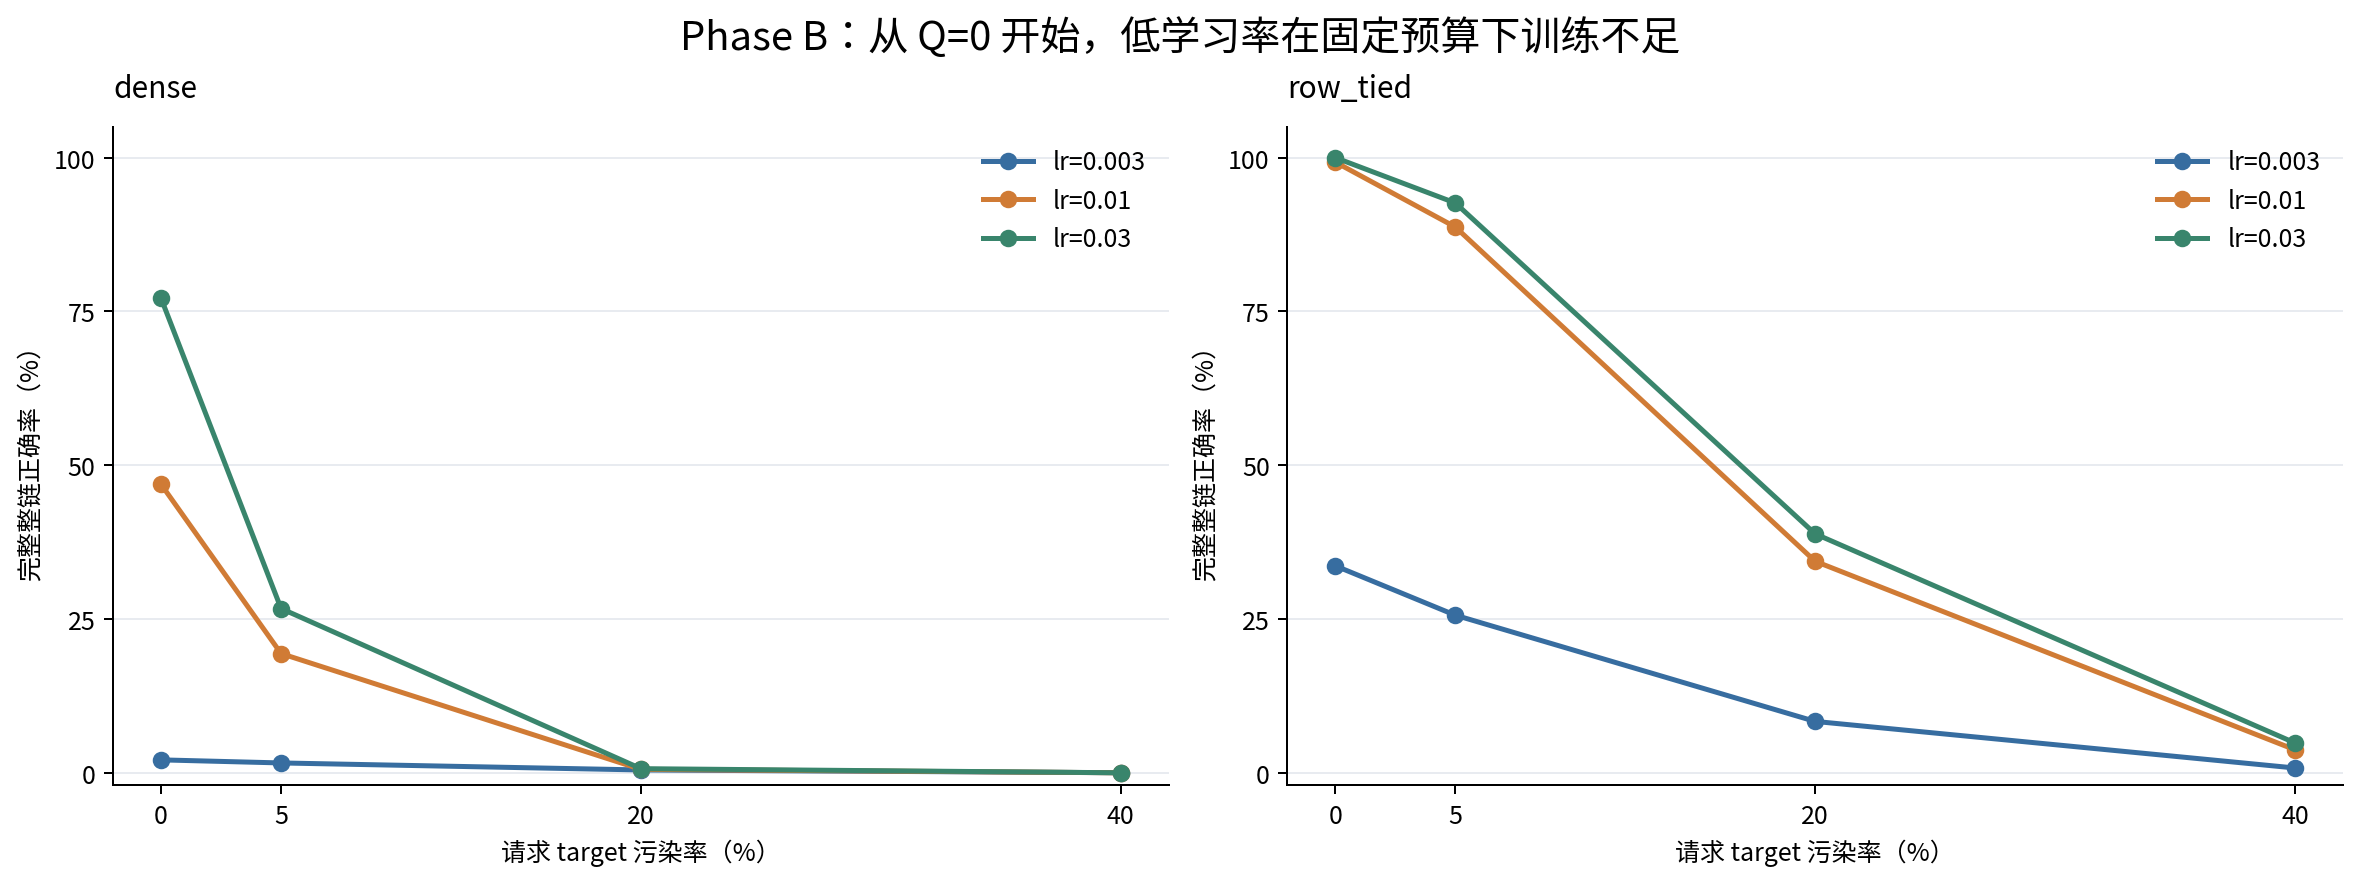 Phase B：从 Q=0 开始，低学习率在固定预算下训练不足
dense
完整整链正确率（%）
100
75
50
25
0
lr=0.003
lr=0.01
lr=0.03
0 5 20 40
请求 target 污染率（%）
row_tied
完整整链正确率（%）
100
75
50
25
0
lr=0.003
lr=0.01
lr=0.03
0 5 20 40
请求 target 污染率（%）